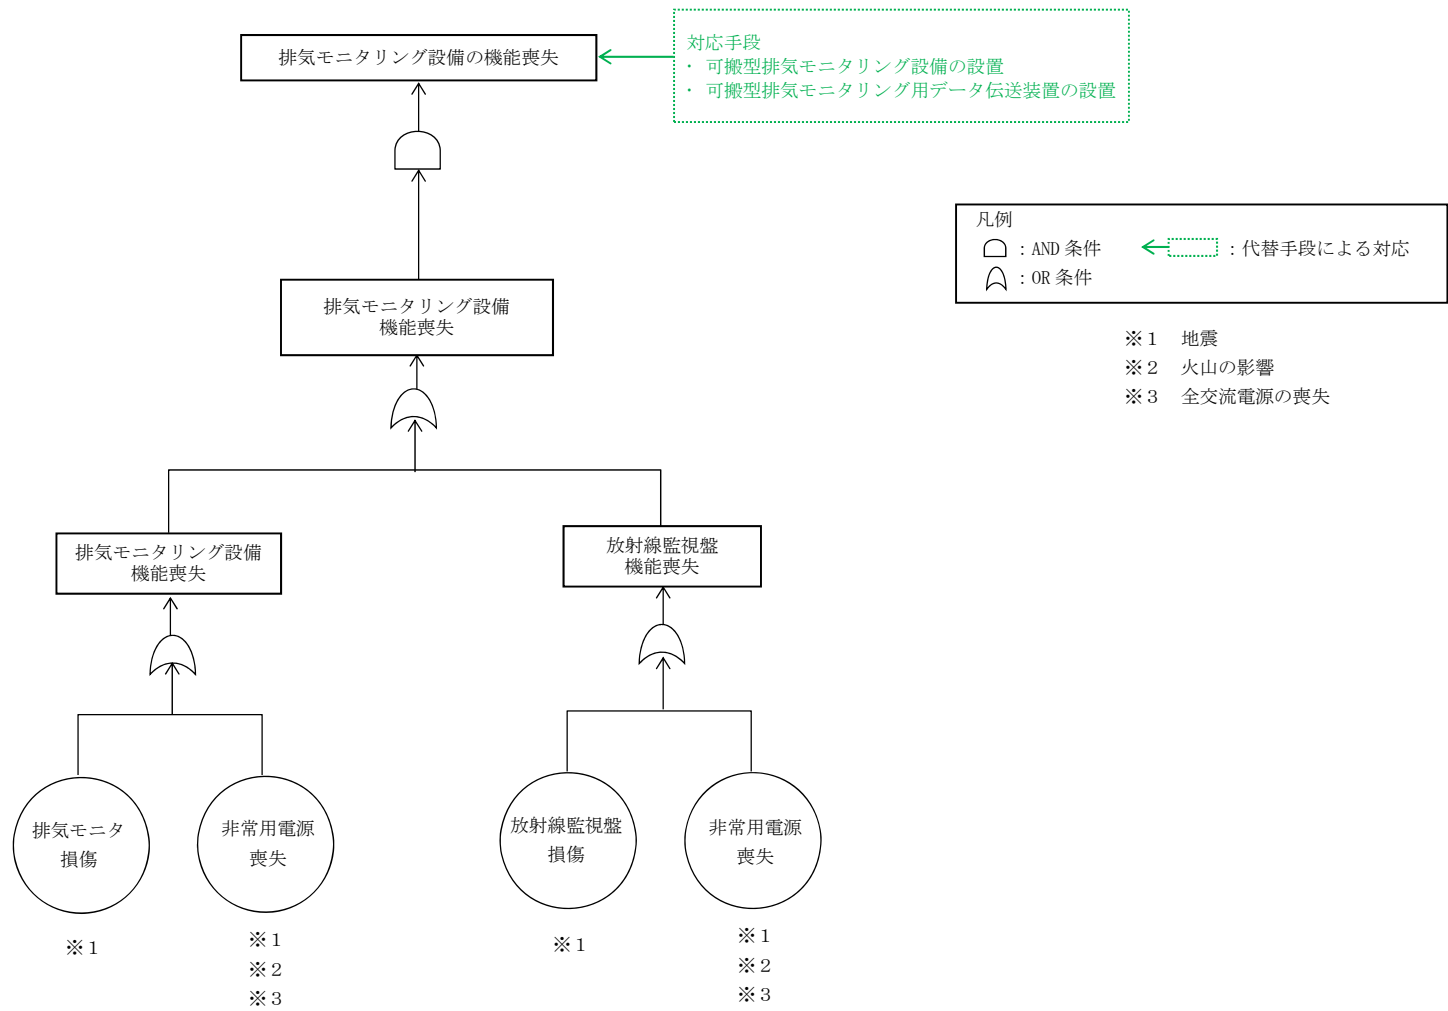 排気モニタリング設備の機能喪失
対応手段
・ 可搬型排気モニタリング設備の設置
・ 可搬型排気モニタリング用データ伝送装置の設置
凡例
：AND 条件
：代替手段による対応
：OR 条件
※１　地震
※２　火山の影響
※３　全交流電源の喪失
排気モニタリング設備
機能喪失
排気モニタリング設備
機能喪失
放射線監視盤
機能喪失
排気モニタ
損傷
非常用電源
喪失
放射線監視盤
損傷
非常用電源
喪失
※１
※１
※２
※３
※１
※１
※２
※３